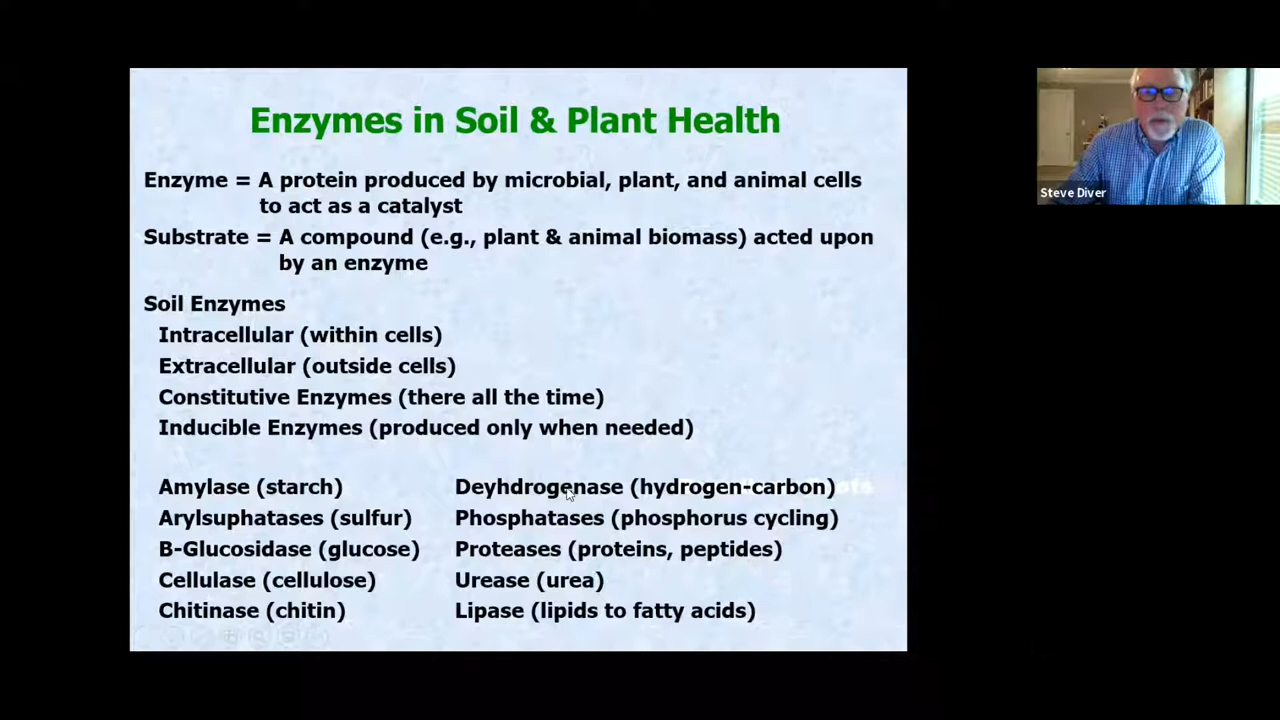 Enzymes in Soil & Plant Health
Enzyme = A protein produced by microbial, plant, and animal cells
to act as a catalyst
Substrate = A compound (e.g., plant & animal biomass) acted upon
by an enzyme
Soil Enzymes
Intracellular (within cells)
Extracellular (outside cells)
Constitutive Enzymes (there all the time)
Inducible Enzymes (produced only when needed)
Amylase (starch)
Arylsuphatases (sulfur)
B-Glucosidase (glucose)
Cellulase (cellulose)
Chitinase (chitin)
Deyhdrogenase (hydrogen-carbon)
Phosphatases (phosphorus cycling)
Proteases (proteins, peptides)
Urease (urea)
Lipase (lipids to fatty acids)
Steve Diver